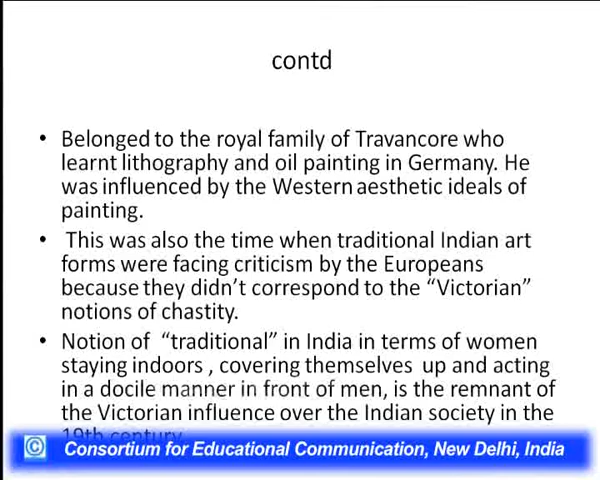 contd
• Belonged to the royal family of Travancore who
learnt lithography and oil painting in Germany. He
was influenced by the Western aesthetic ideals of
painting.
• This was also the time when traditional Indian art
forms were facing criticism by the Europeans
because they didn't correspond to the “Victorian”
notions of chastity.
• Notion of “traditional” in India in terms of women
staying indoors , covering themselves up and acting
in a docile manner in front of men, is the remnant of
the Victorian influence over the Indian society in the
19th century
© Consortium for Educational Communication, New Delhi, India